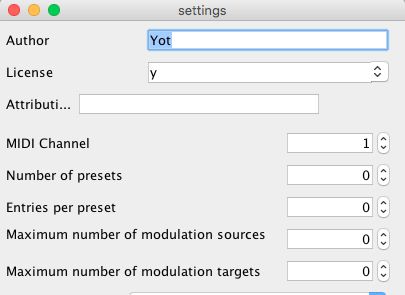 settings
Author Yot
License y
Attributi...
MIDI Channel 1
Number of presets 0
Entries per preset 0
Maximum number of modulation sources 0
Maximum number of modulation targets 0